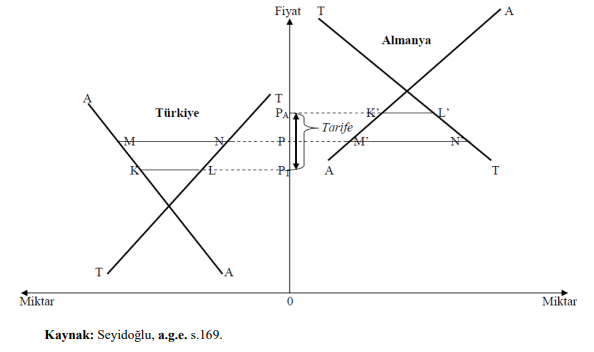 Fiyat
T
A
Almanya
A
Türkiye
T
PA
K'
L'
Tarife
M
N
P
M'
N'
K
L
PT
A
T
T
A
Miktar
0
Miktar
Kaynak: Seyidoğlu, a.g.e. s.169.